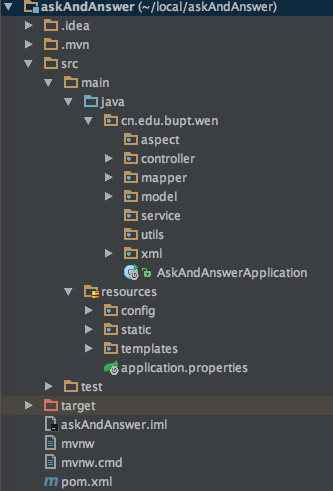 askAndAnswer (~/local/askAndAnswer)
.idea
.mvn
src
main
java
cn.edu.bupt.wen
aspect
controller
mapper
model
service
utils
xml
AskAndAnswerApplication
resources
config
static
templates
application.properties
test
target
askAndAnswer.iml
mvnw
mvnw.cmd
pom.xml